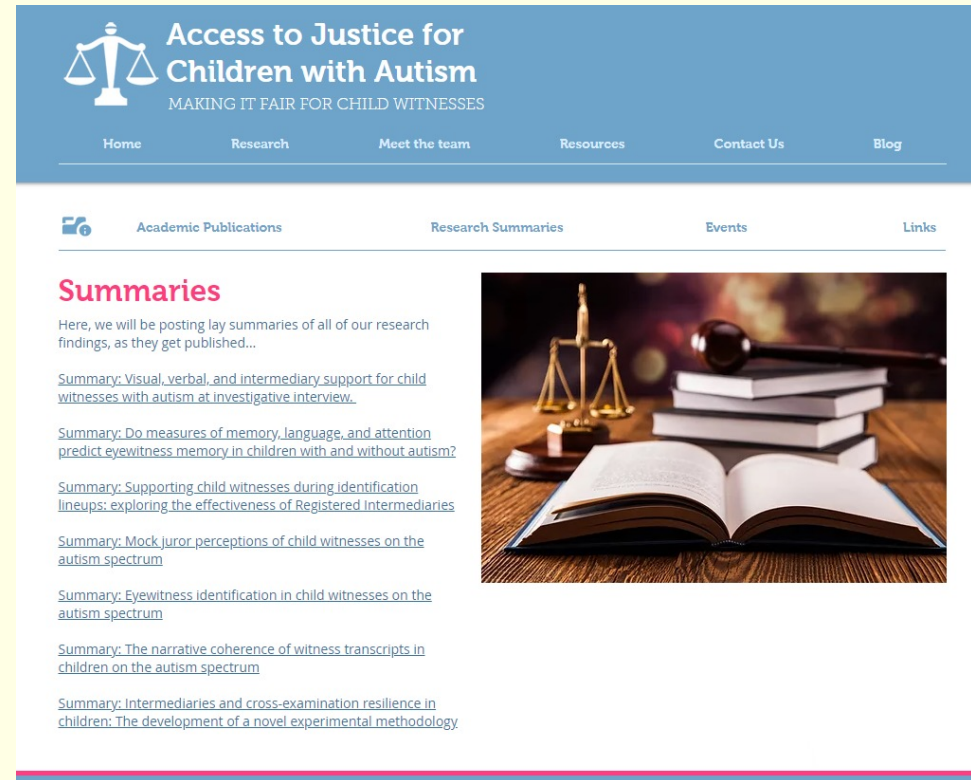 Access to Justice for
Children with Autism
MAKING IT FAIR FOR CHILD WITNESSES
Home Research Meet the team Resources Contact Us Blog
Academic Publications Research Summaries Events Links
Summaries
Here, we will be posting lay summaries of all of our research
findings, as they get published...
Summary: Visual, verbal, and intermediary support for child
witnesses with autism at investigative interview.
Summary: Do measures of memory, language, and attention
predict eyewitness memory in children with and without autism?
Summary: Supporting child witnesses during identification
lineups: exploring the effectiveness of Registered Intermediaries
Summary: Mock juror perceptions of child witnesses on the
autism spectrum
Summary: Eyewitness identification in child witnesses on the
autism spectrum
Summary: The narrative coherence of witness transcripts in
children on the autism spectrum
Summary: Intermediaries and cross-examination resilience in
children: The development of a novel experimental methodology